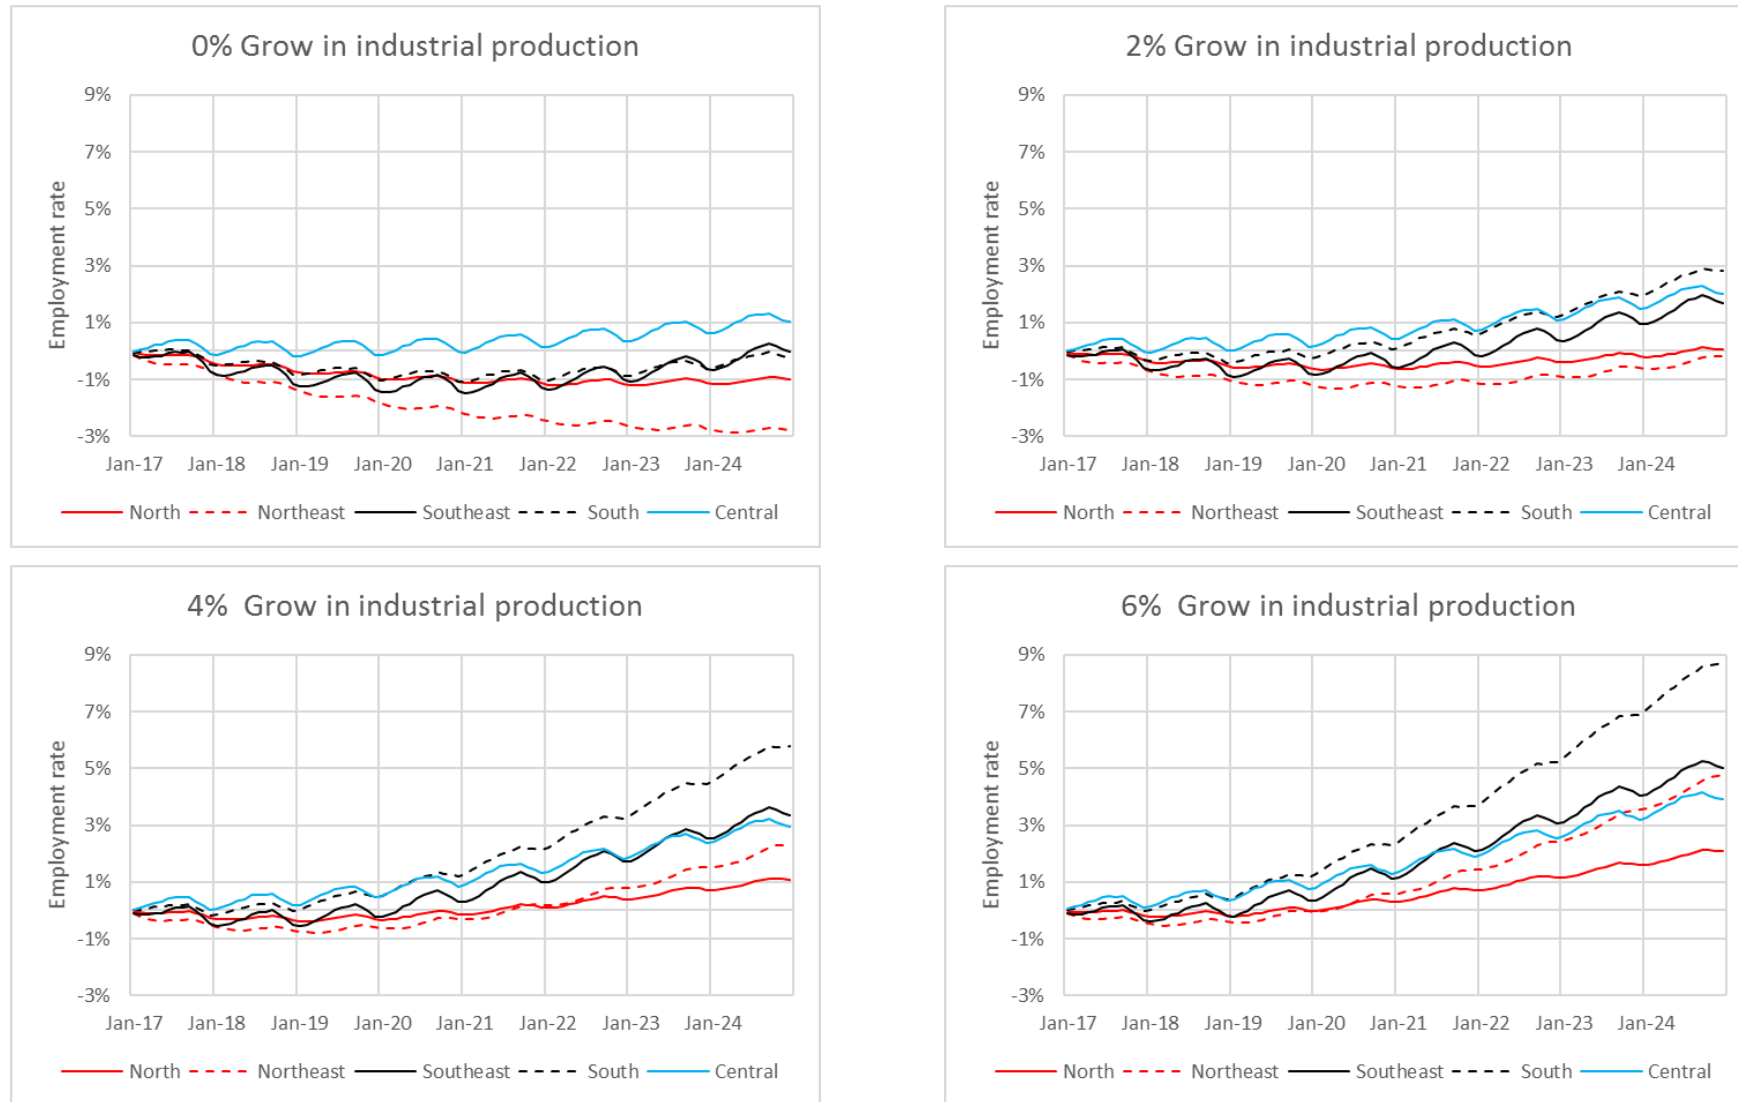 0% Grow in industrial production
9%
7%
5%
3%
1%
-1%
-3%
Employment rate
Jan-17 Jan-18 Jan-19 Jan-20 Jan-21 Jan-22 Jan-23 Jan-24
North Northeast Southeast South Central
2% Grow in industrial production
9%
7%
5%
3%
1%
-1%
-3%
Employment rate
Jan-17 Jan-18 Jan-19 Jan-20 Jan-21 Jan-22 Jan-23 Jan-24
North Northeast Southeast South Central
4%  Grow in industrial production
9%
7%
5%
3%
1%
-1%
-3%
Employment rate
Jan-17 Jan-18 Jan-19 Jan-20 Jan-21 Jan-22 Jan-23 Jan-24
North Northeast Southeast South Central
6%  Grow in industrial production
9%
7%
5%
3%
1%
-1%
-3%
Employment rate
Jan-17 Jan-18 Jan-19 Jan-20 Jan-21 Jan-22 Jan-23 Jan-24
North Northeast Southeast South Central